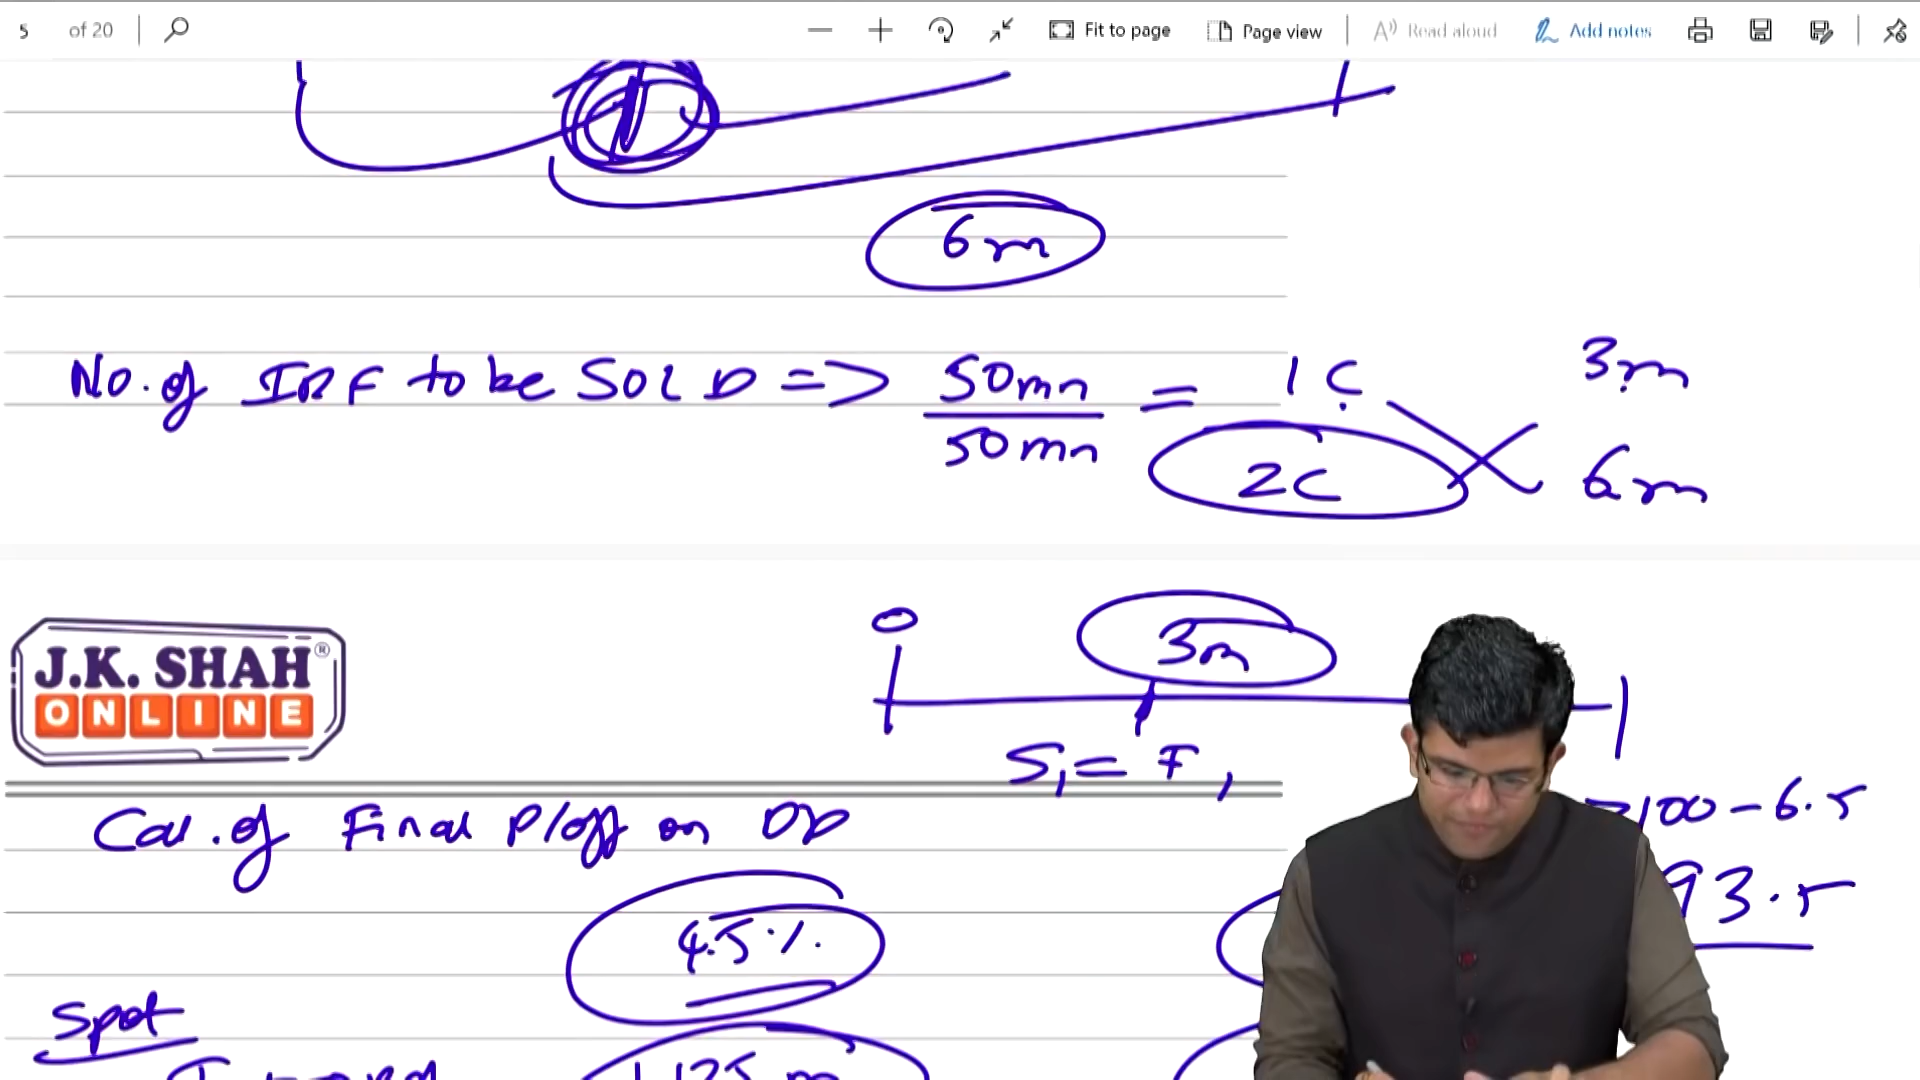 5 of 20 Fit to page Page view Read aloud Add notes
6m
No. of IRF to be SOLD => 50mn = 1C 3m
50mn 2C 6m
0 3m
J.K. SHAH®
ONLINE
S1 = F1
Cal. of Final P/off on DD 100 - 6.5
93.5
4.5%
Spot